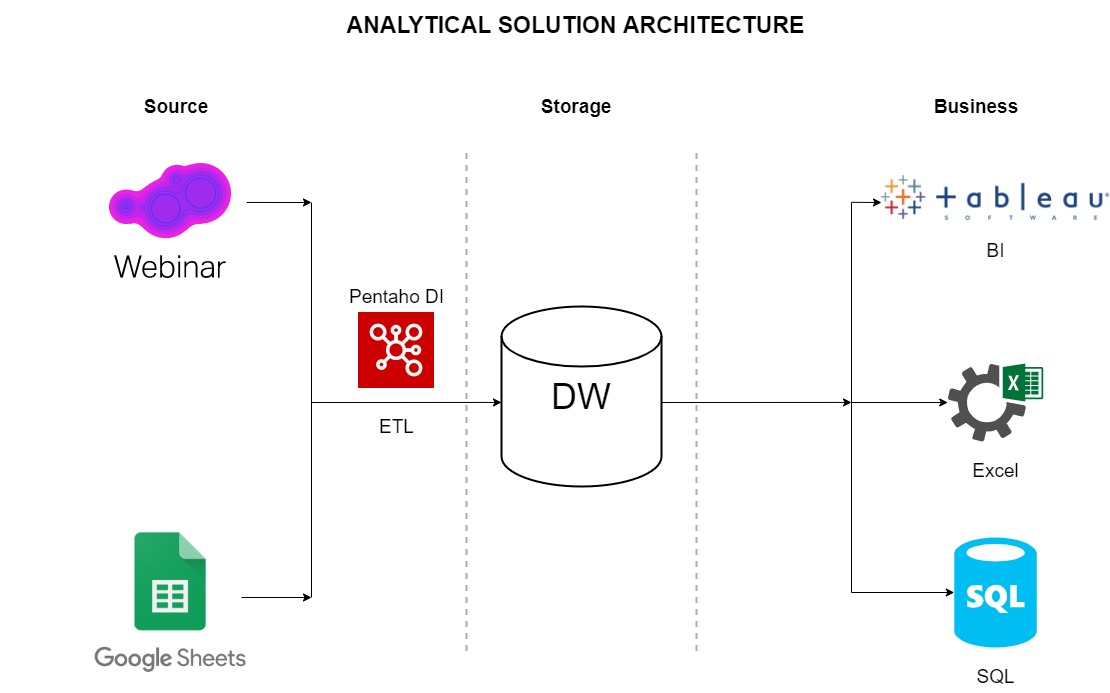 ANALYTICAL SOLUTION ARCHITECTURE
Source
Storage
Business
Webinar
tableau®
SOFTWARE
BI
Pentaho DI
ETL
DW
X
Excel
Google Sheets
SQL
SQL